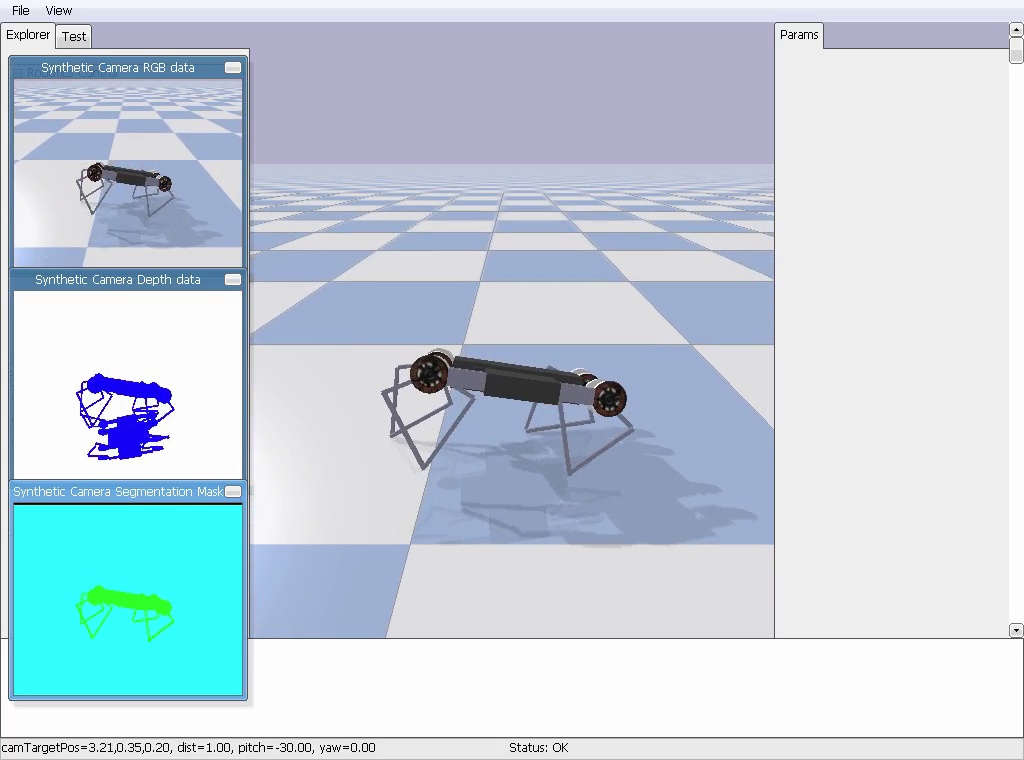 File View
Explorer Test
Params
Synthetic Camera RGB data
Synthetic Camera Depth data
Synthetic Camera Segmentation Mask
camTargetPos=3.21,0.35,0.20, dist=1.00, pitch=-30.00, yaw=0.00
Status: OK